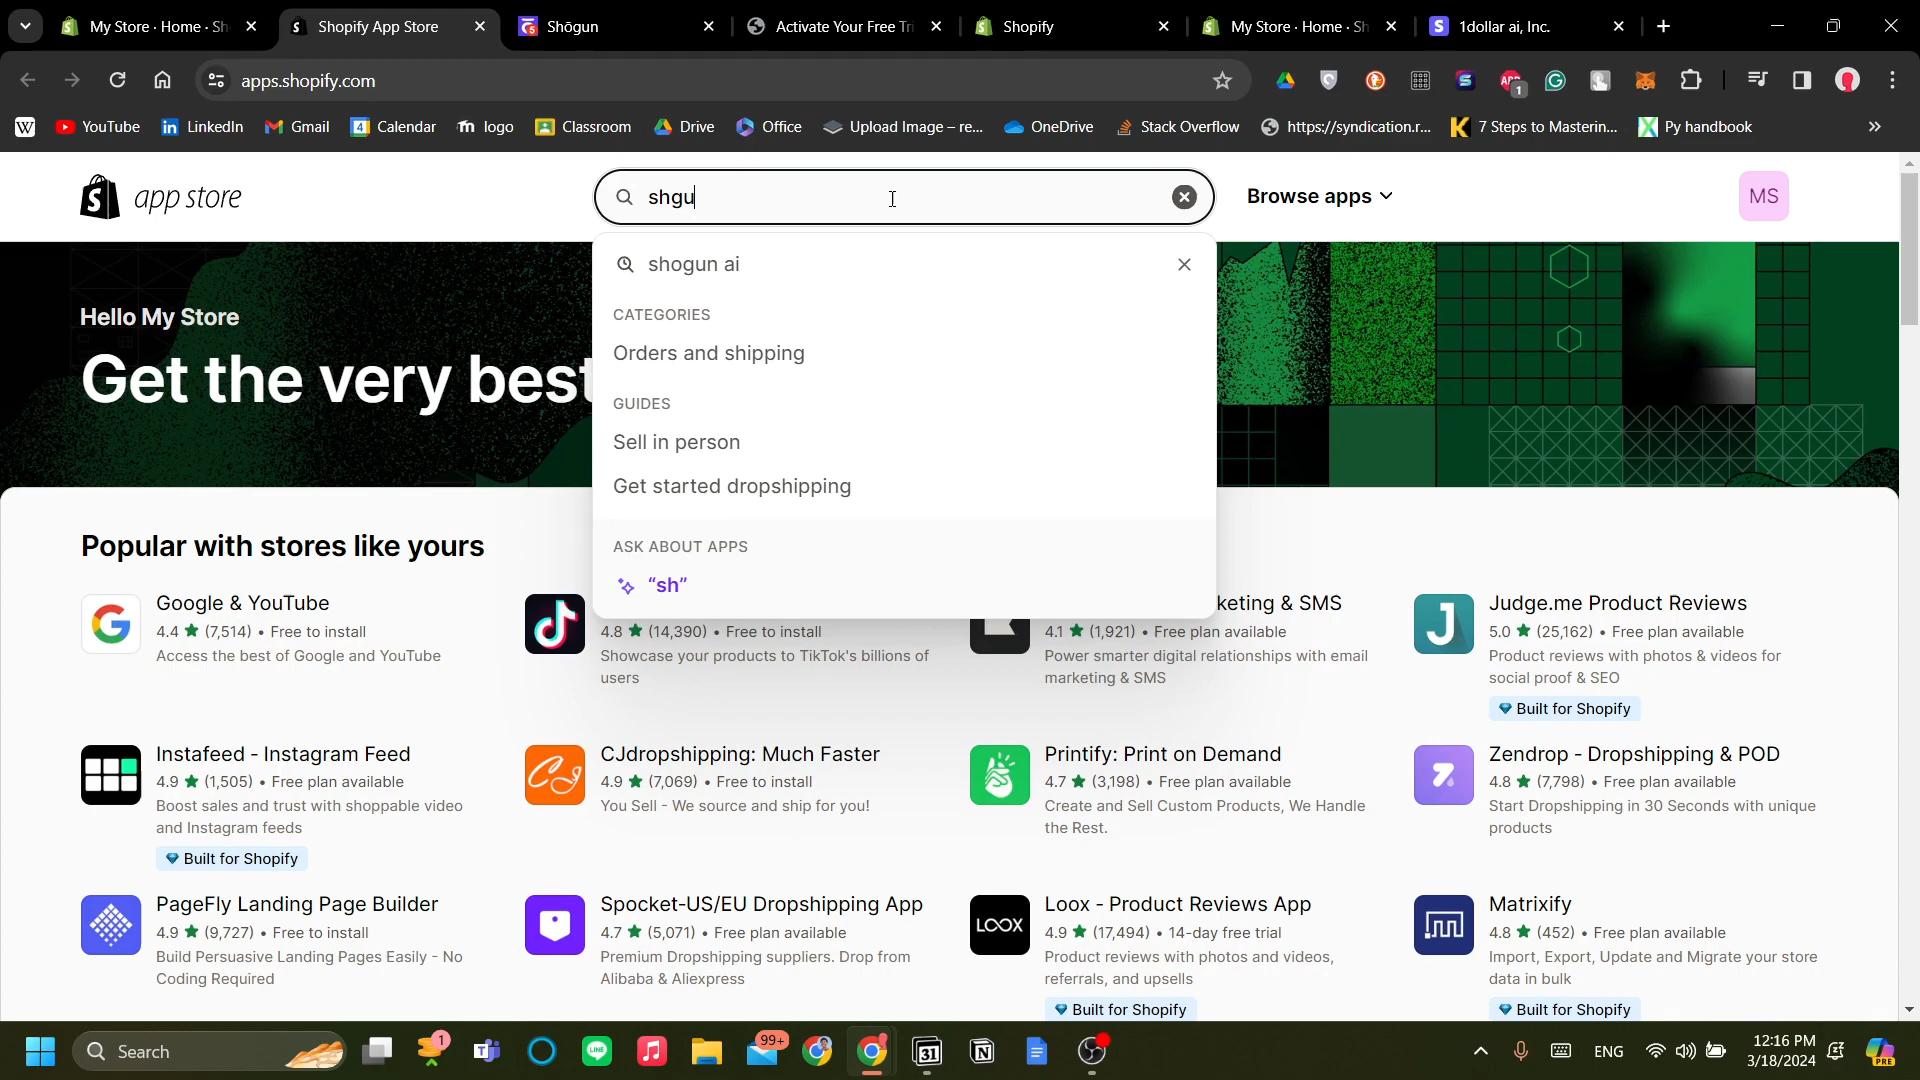 My Store · Home · Sh
Shopify App Store
Shōgun
Activate Your Free Tri
Shopify
My Store · Home · Sh
1dollar ai, Inc.
apps.shopify.com
1
W
YouTube
LinkedIn
Gmail
4
Calendar
logo
Classroom
Drive
Office
Upload Image – re...
OneDrive
Stack Overflow
https://syndication.r...
7 Steps to Masterin...
Py handbook
app store
shgu
Browse apps
MS
shogun ai
CATEGORIES
Orders and shipping
GUIDES
Sell in person
Get started dropshipping
ASK ABOUT APPS
“sh”
Hello My Store
Get the very best
Popular with stores like yours
Google & YouTube
4.4 ★ (7,514) • Free to install
Access the best of Google and YouTube
4.8 ★ (14,390) • Free to install
Showcase your products to TikTok's billions of
users
keting & SMS
4.1 ★ (1,921) • Free plan available
Power smarter digital relationships with email
marketing & SMS
Judge.me Product Reviews
5.0 ★ (25,162) • Free plan available
Product reviews with photos & videos for
social proof & SEO
Built for Shopify
Instafeed - Instagram Feed
4.9 ★ (1,505) • Free plan available
Boost sales and trust with shoppable video
and Instagram feeds
Built for Shopify
CJdropshipping: Much Faster
4.9 ★ (7,069) • Free to install
You Sell - We source and ship for you!
Printify: Print on Demand
4.7 ★ (3,198) • Free plan available
Create and Sell Custom Products, We Handle
the Rest.
Zendrop - Dropshipping & POD
4.8 ★ (7,798) • Free plan available
Start Dropshipping in 30 Seconds with unique
products
PageFly Landing Page Builder
4.9 ★ (9,727) • Free to install
Build Persuasive Landing Pages Easily - No
Coding Required
Spocket-US/EU Dropshipping App
4.7 ★ (5,071) • Free plan available
Premium Dropshipping suppliers. Drop from
Alibaba & Aliexpress
LOOX
Loox - Product Reviews App
4.9 ★ (17,494) • 14-day free trial
Product reviews with photos and videos,
referrals, and upsells
Built for Shopify
Matrixify
4.8 ★ (452) • Free plan available
Import, Export, Update and Migrate your store
data in bulk
Built for Shopify
Search
1
99+
31
ENG
12:16 PM
3/18/2024
PRE